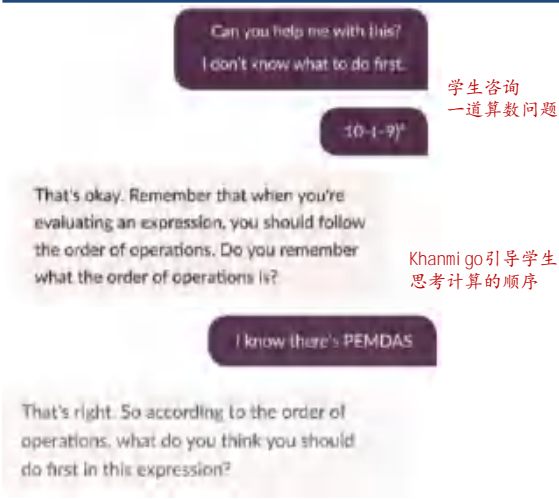 Can you help me with this?
I don't know what to do first.
学生咨询
一道算数问题
That's okay. Remember that when you're
evaluating an expression, you should follow
the order of operations. Do you remember
what the order of operations is?
Khanmigo引导学生
思考计算的顺序
I know there's PEMDAS
That's right. So according to the order of
operations, what do you think you should
do first in this expression?